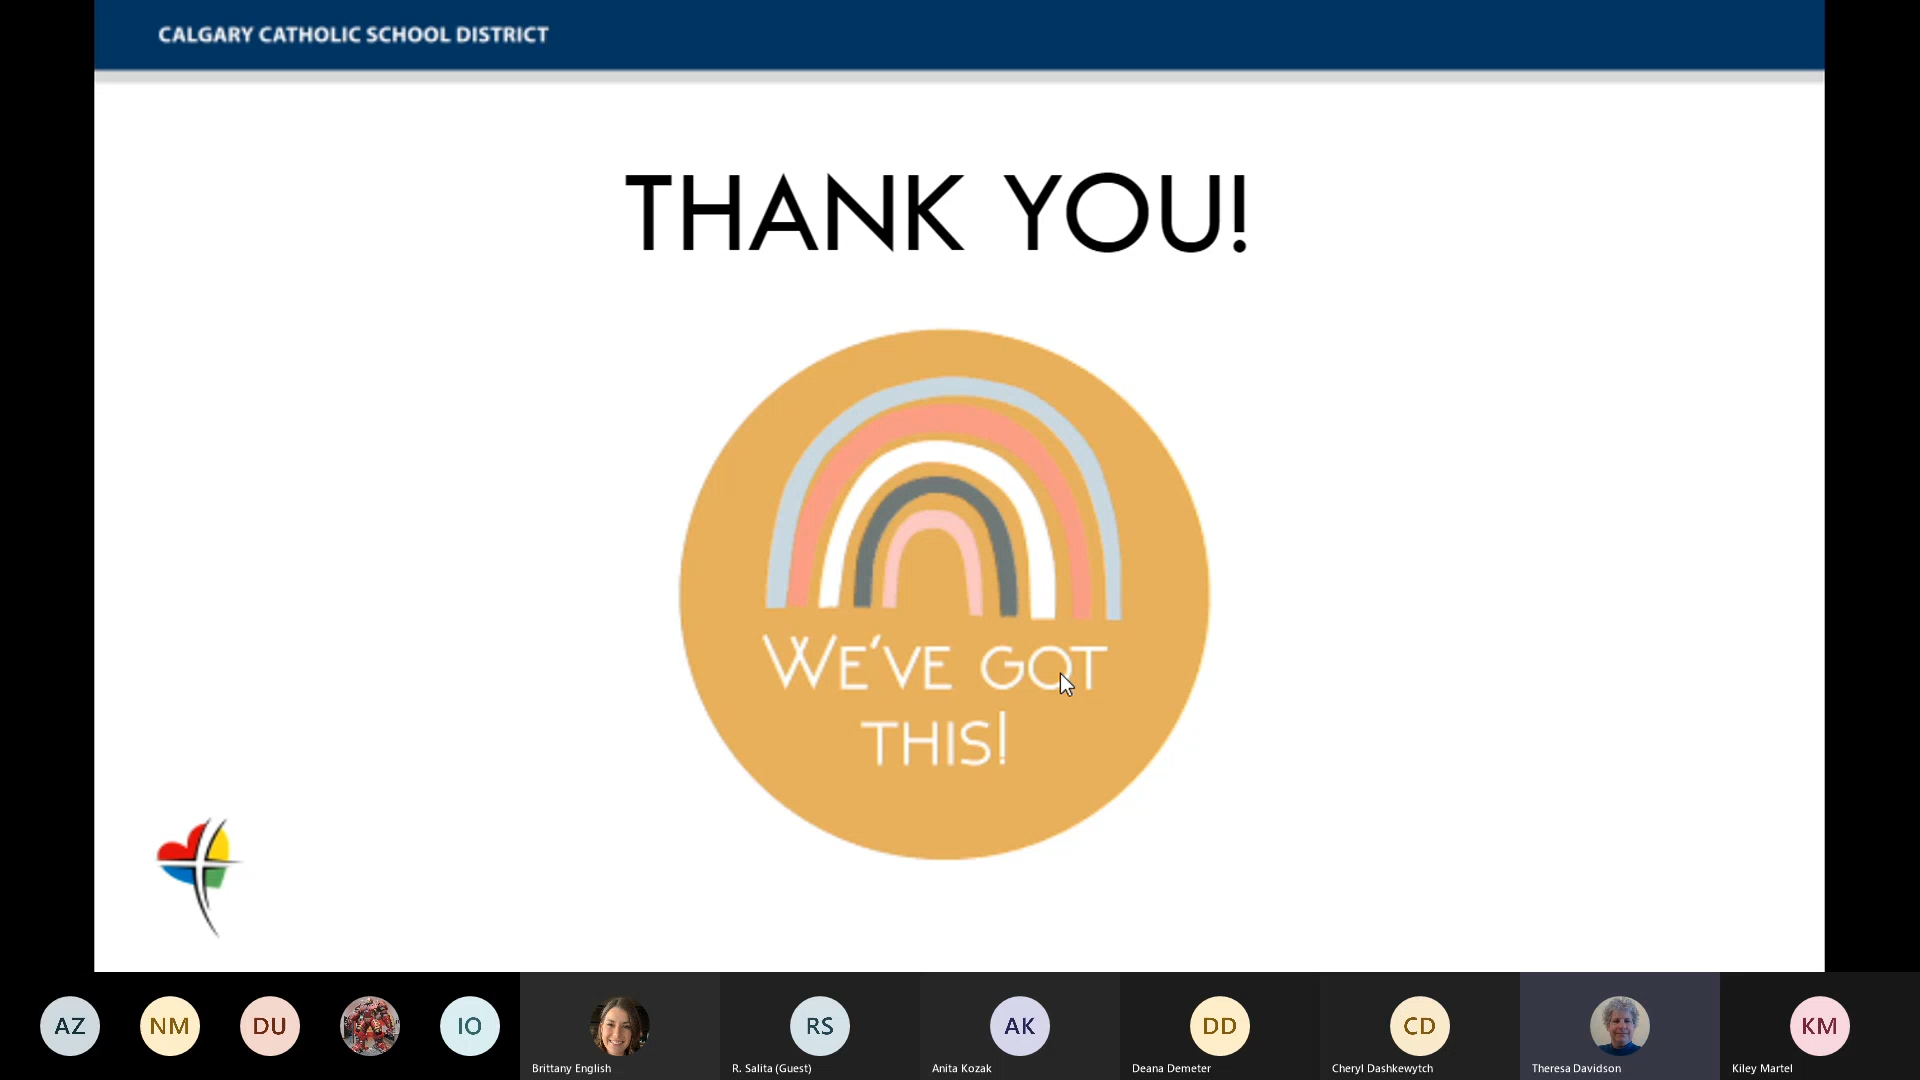 CALGARY CATHOLIC SCHOOL DISTRICT
THANK YOU!
WE'VE GOT
THIS!
AZ
NM
DU
IO
RS
AK
DD
CD
KM
Brittany English
R. Salita (Guest)
Anita Kozak
Deana Demeter
Cheryl Dashkewytch
Theresa Davidson
Kiley Martel